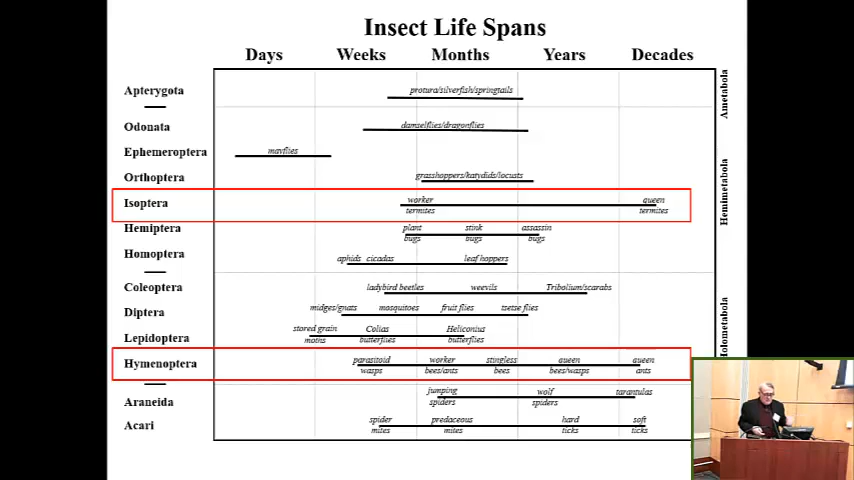 Insect Life Spans
Days Weeks Months Years Decades
Apterygota protura/silverfish/springtails
Ametabola
Odonata damselflies/dragonflies
Ephemeroptera mayflies
Orthoptera grasshoppers/katydids/locusts
Isoptera worker termites queen termites
Hemimetabola
Hemiptera plant bugs stink bugs assassin bugs
Homoptera aphids cicadas leaf hoppers
Coleoptera ladybird beetles weevils Tribolium/scarabs
Diptera midges/gnats mosquitoes fruit flies tsetse flies
Holometabola
Lepidoptera stored grain moths Colias butterflies Heliconius butterflies
Hymenoptera parasitoid wasps worker bees/ants stingless bees queen bees/wasps queen ants
Araneida jumping spiders wolf spiders tarantulas
Acari spider mites predaceous mites hard ticks soft ticks